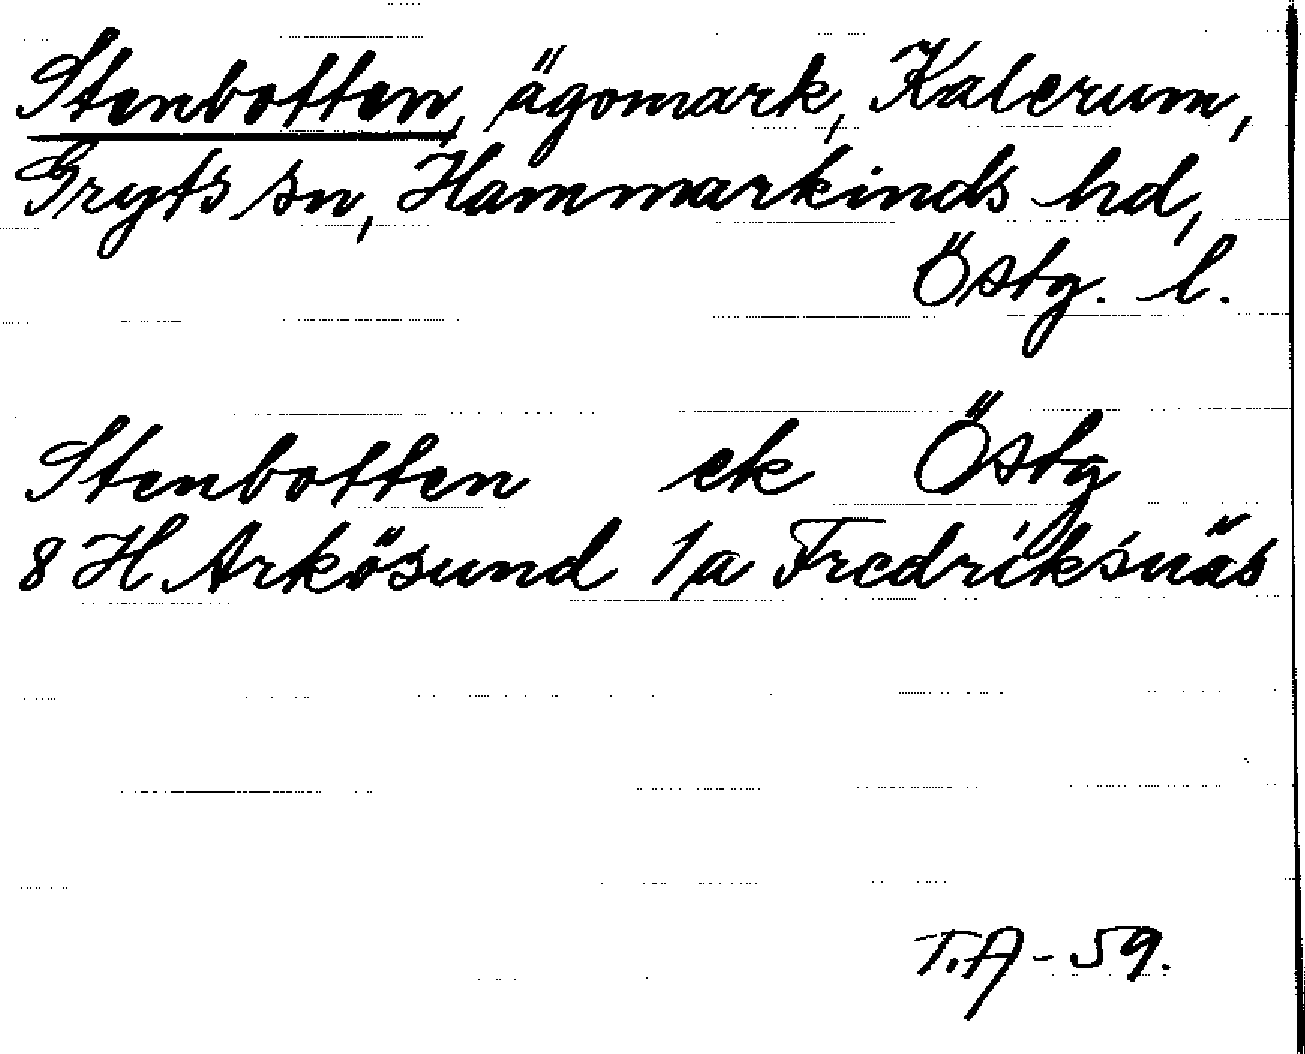 Stenbotten, ägomark, Kalerum,
Gryts sn, Hammarkinds hd,
Östg. l.
Stenbotten ek Östg
8 H Arkösund 1a Fredriksnäs
T.A - 59.